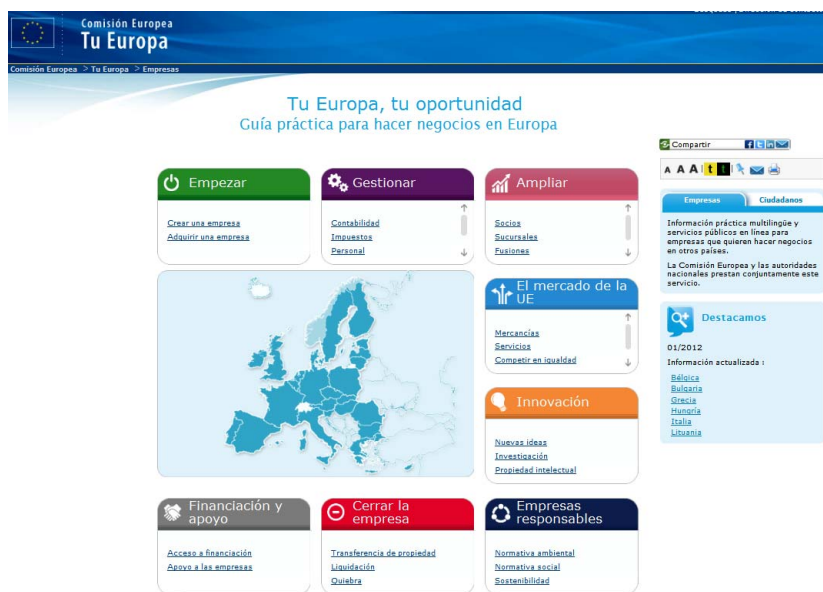 Comisión Europea
Tu Europa
Comisión Europea > Tu Europa > Empresas
Tu Europa, tu oportunidad
Guía práctica para hacer negocios en Europa
Compartir
A A A t t
Empezar
Crear una empresa
Adquirir una empresa
Gestionar
Contabilidad
Impuestos
Personal
Ampliar
Socios
Sucursales
Fusiones
El mercado de la
UE
Mercancías
Servicios
Competir en igualdad
Innovación
Nuevas ideas
Investigación
Propiedad intelectual
Financiación y
apoyo
Acceso a financiación
Apoyo a las empresas
Cerrar la
empresa
Transferencia de propiedad
Liquidación
Quiebra
Empresas
responsables
Normativa ambiental
Normativa social
Sostenibilidad
Empresas
Ciudadanos
Información práctica multilingüe y
servicios públicos en línea para
empresas que quieren hacer negocios
en otros países.
La Comisión Europea y las autoridades
nacionales prestan conjuntamente este
servicio.
Destacamos
01/2012
Información actualizada :
Bélgica
Bulgaria
Grecia
Hungría
Italia
Lituania